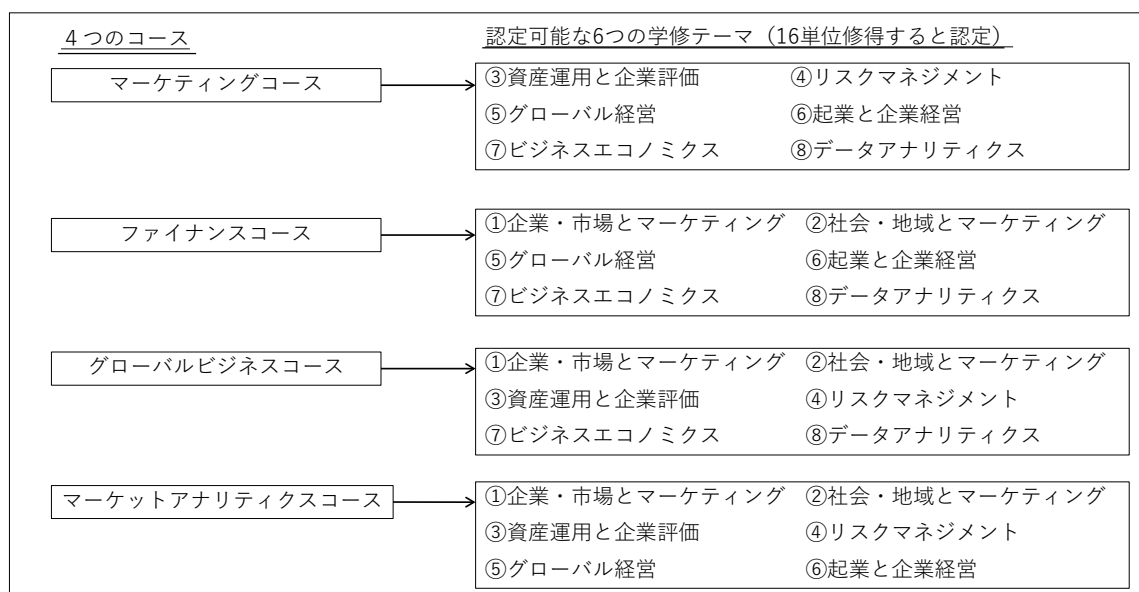 4つのコース
認定可能な6つの学修テーマ（16単位修得すると認定）
マーケティングコース
③資産運用と企業評価 ④リスクマネジメント
⑤グローバル経営 ⑥起業と企業経営
⑦ビジネスエコノミクス ⑧データアナリティクス
ファイナンスコース
①企業・市場とマーケティング ②社会・地域とマーケティング
⑤グローバル経営 ⑥起業と企業経営
⑦ビジネスエコノミクス ⑧データアナリティクス
グローバルビジネスコース
①企業・市場とマーケティング ②社会・地域とマーケティング
③資産運用と企業評価 ④リスクマネジメント
⑦ビジネスエコノミクス ⑧データアナリティクス
マーケットアナリティクスコース
①企業・市場とマーケティング ②社会・地域とマーケティング
③資産運用と企業評価 ④リスクマネジメント
⑤グローバル経営 ⑥起業と企業経営